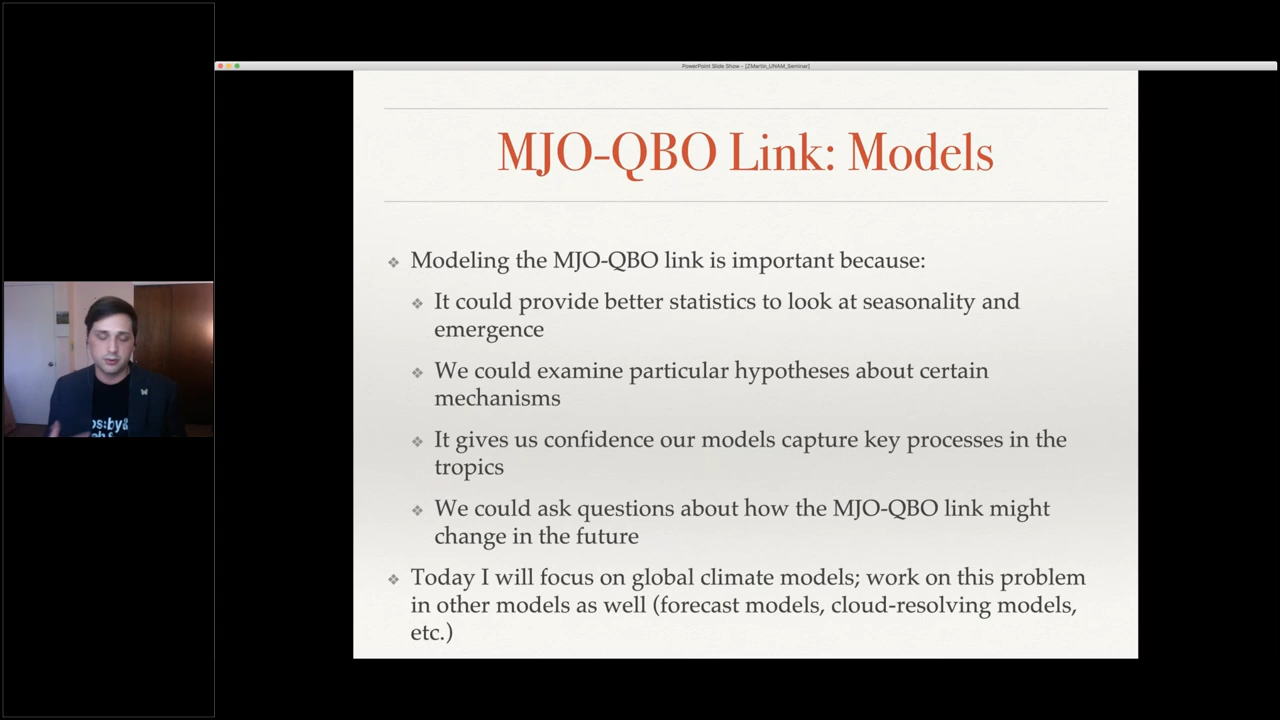 PowerPoint Slide Show - [ZMartin_UNAM_Seminar]
MJO-QBO Link: Models
❖ Modeling the MJO-QBO link is important because:
❖ It could provide better statistics to look at seasonality and
emergence
❖ We could examine particular hypotheses about certain
mechanisms
❖ It gives us confidence our models capture key processes in the
tropics
❖ We could ask questions about how the MJO-QBO link might
change in the future
❖ Today I will focus on global climate models; work on this problem
in other models as well (forecast models, cloud-resolving models,
etc.)